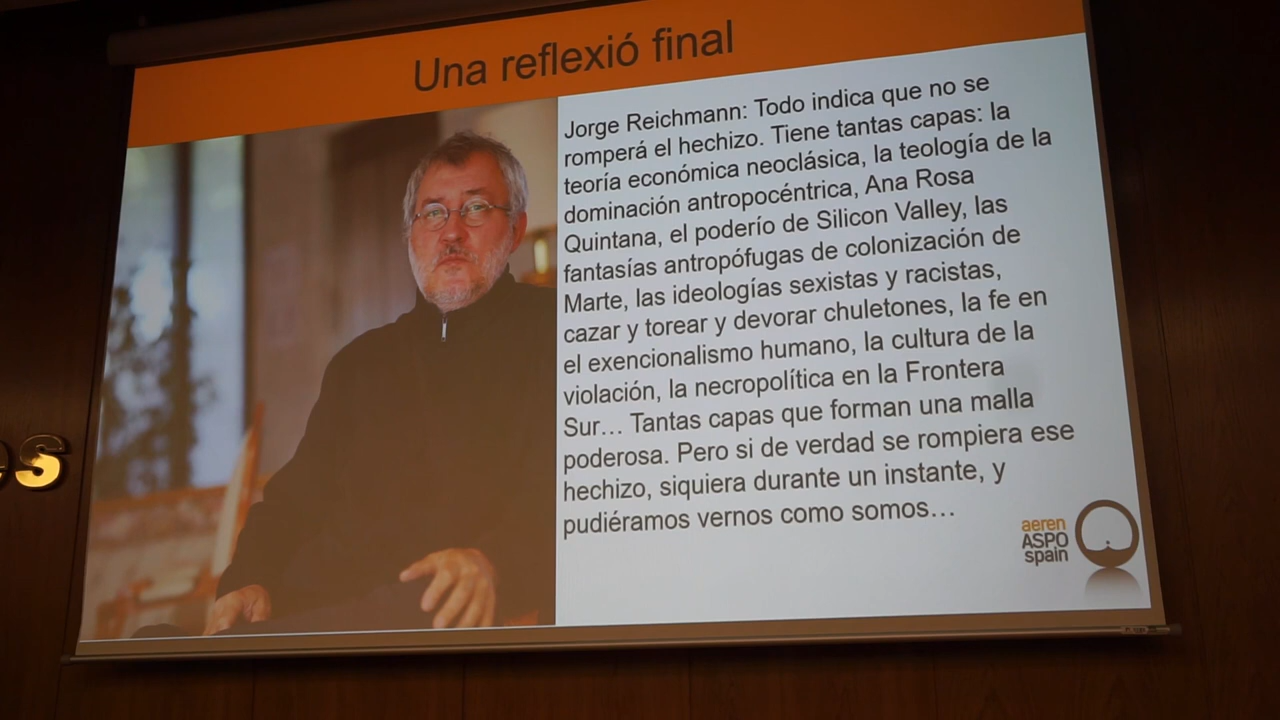 Una reflexió final
Jorge Reichmann: Todo indica que no se
romperá el hechizo. Tiene tantas capas: la
teoría económica neoclásica, la teología de la
dominación antropocéntrica, Ana Rosa
Quintana, el poderío de Silicon Valley, las
fantasías antropófugas de colonización de
Marte, las ideologías sexistas y racistas,
cazar y torear y devorar chuletones, la fe en
el exencionalismo humano, la cultura de la
violación, la necropolítica en la Frontera
Sur... Tantas capas que forman una malla
poderosa. Pero si de verdad se rompiera ese
hechizo, siquiera durante un instante, y
pudiéramos vernos como somos...
aeren
ASPO
spain
es